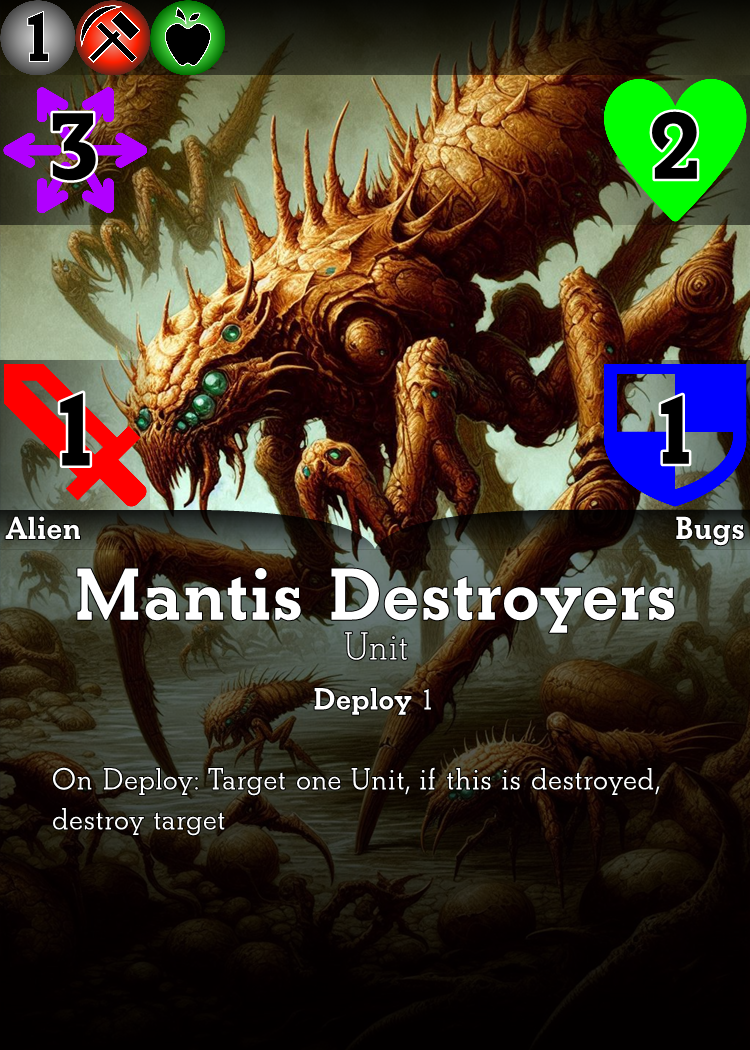 1
3
2
1
1
Alien
Bugs
Mantis Destroyers
Unit
Deploy 1
On Deploy: Target one Unit, if this is destroyed,
destroy target